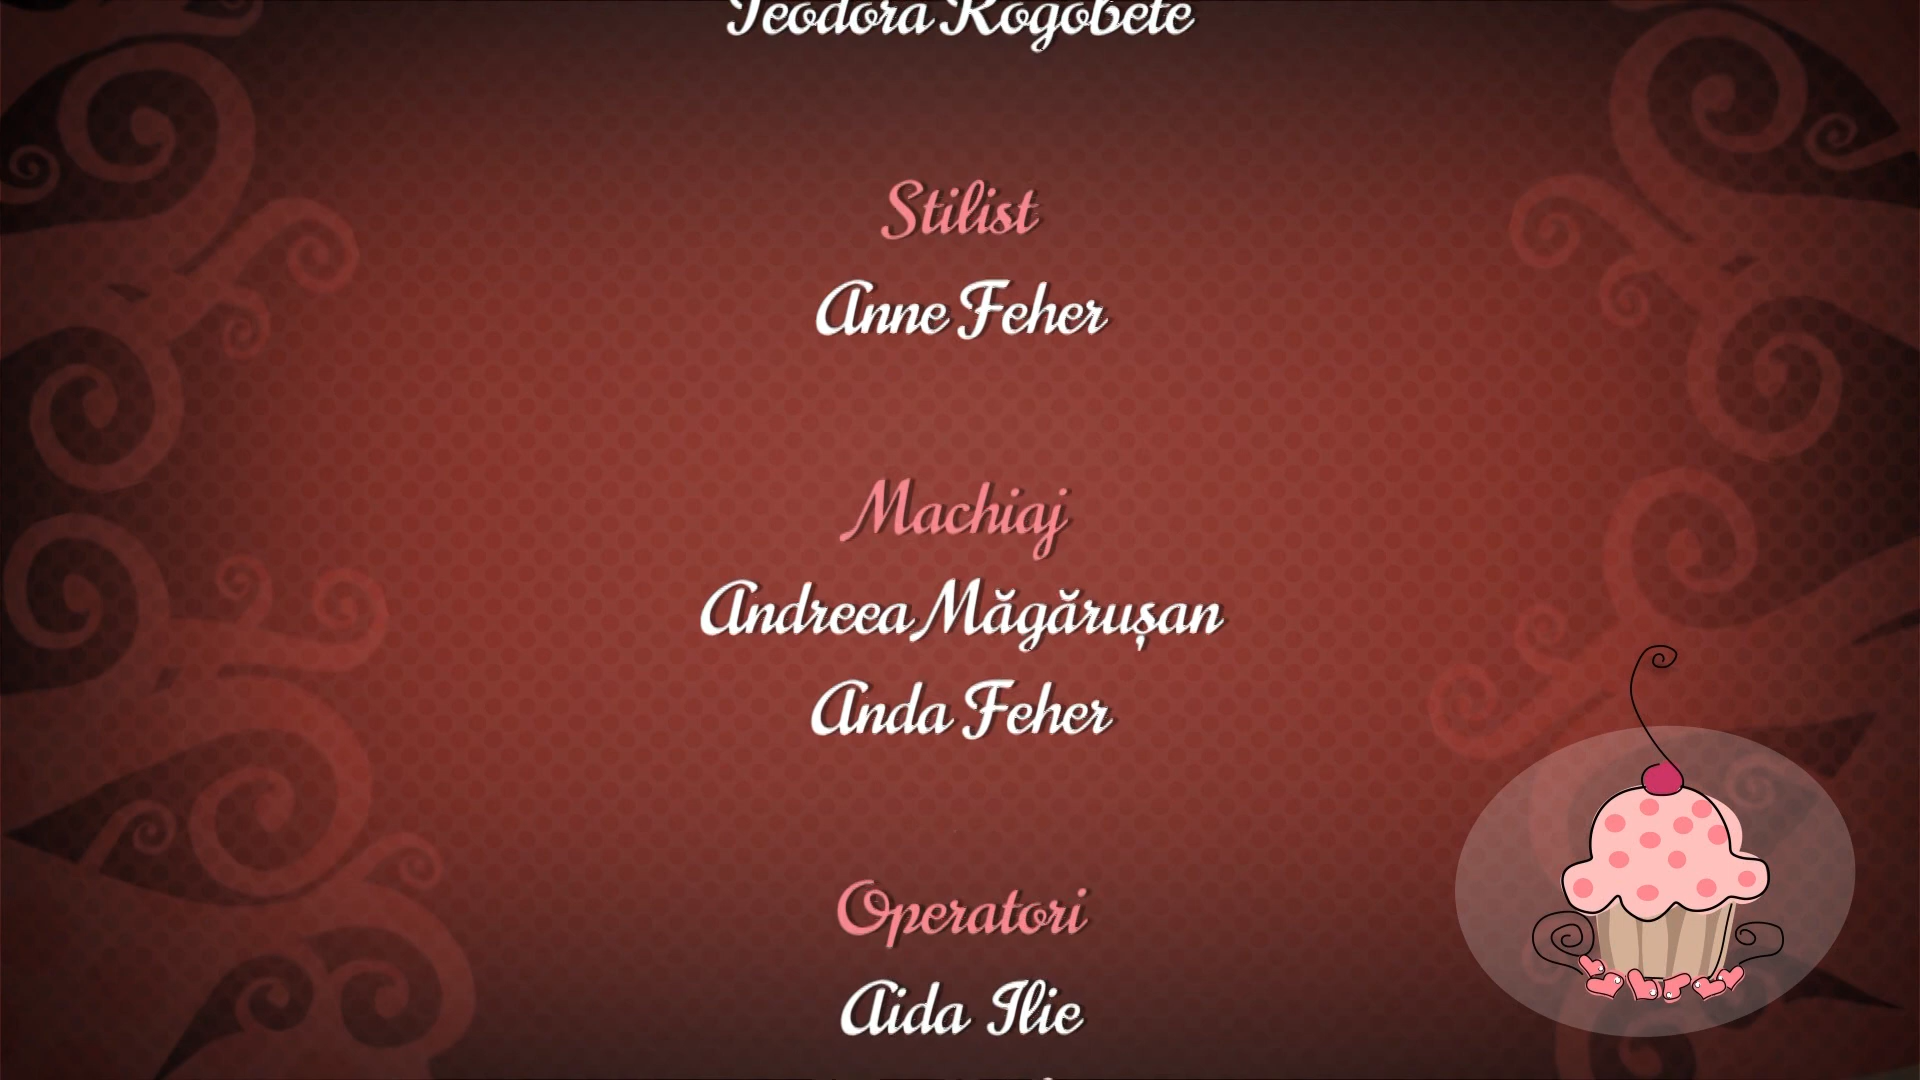 Teodora Rogobete
Stilist
Anne Feher
Machiaj
Andreea Măgărușan
Anda Feher
Operatori
Aida Ilie